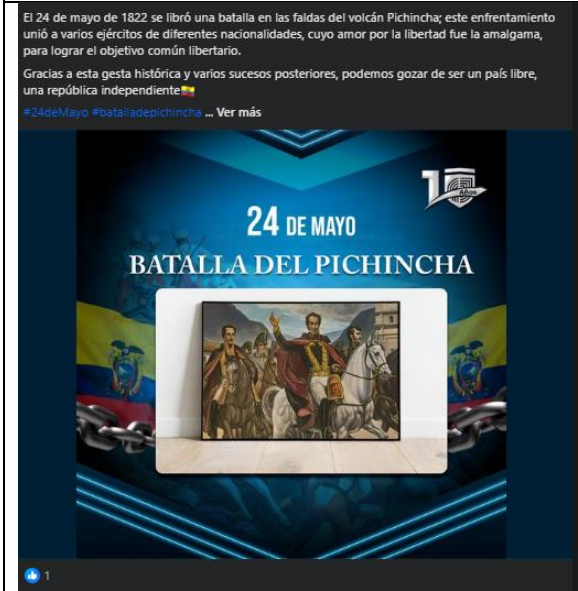 El 24 de mayo de 1822 se libró una batalla en las faldas del volcán Pichincha; este enfrentamiento
unió a varios ejércitos de diferentes nacionalidades, cuyo amor por la libertad fue la amalgama,
para lograr el objetivo común libertario.
Gracias a esta gesta histórica y varios sucesos posteriores, podemos gozar de ser un país libre,
una república independiente🇪🇨
#24deMayo #batalladepichincha ... Ver más
15
24 DE MAYO
BATALLA DEL PICHINCHA
1